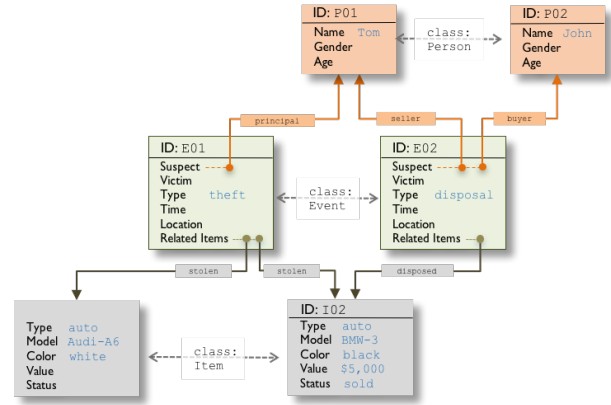 ID: P01
Name Tom
Gender
Age
class:
Person
ID: P02
Name John
Gender
Age
principal
seller
buyer
ID: E01
Suspect
Victim
Type theft
Time
Location
Related Items
class:
Event
ID: E02
Suspect
Victim
Type disposal
Time
Location
Related Items
stolen
stolen
disposed
Type auto
Model Audi-A6
Color white
Value
Status
class:
Item
ID: I02
Type auto
Model BMW-3
Color black
Value $5,000
Status sold